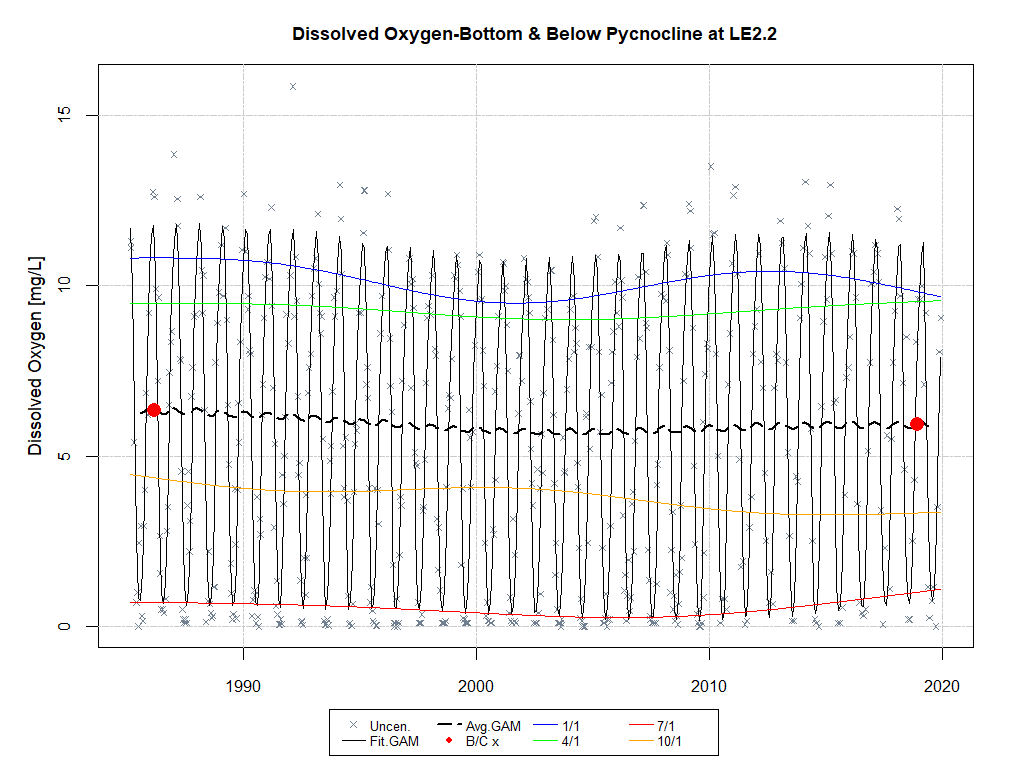 Dissolved Oxygen-Bottom & Below Pycnocline at LE2.2
Dissolved Oxygen [mg/L]
15
10
5
0
1990 2000 2010 2020
Uncen. Avg.GAM 1/1 7/1
Fit.GAM B/C x 4/1 10/1